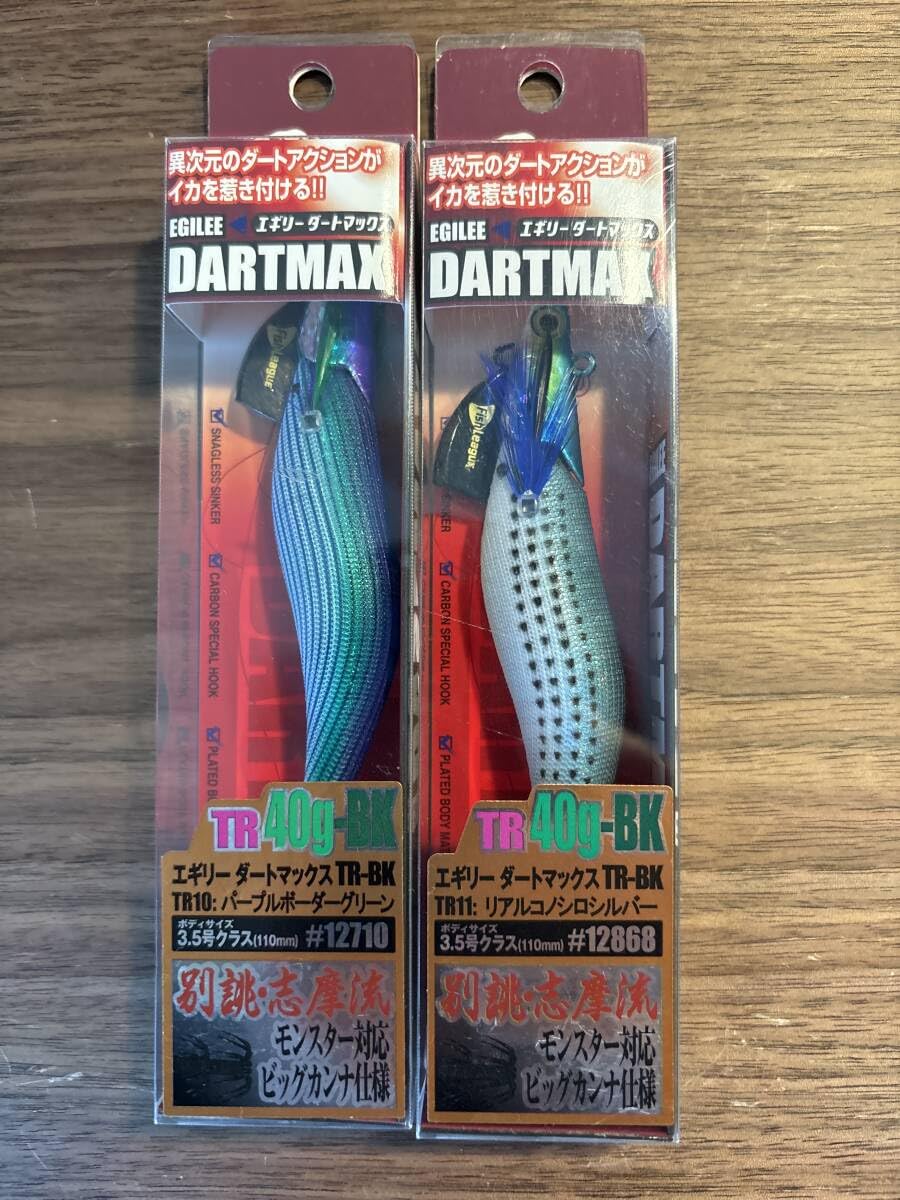 異次元のダートアクションが
イカを惹き付ける!!
EGILEE エギリーダートマックス
DARTMAX
FishLeague
SNAGLESS SINKER
CARBON SPECIAL HOOK
PLATED
TR 40g-BK
エギリー ダートマックス TR-BK
TR10: パープルボーダーグリーン
ボディサイズ
3.5号クラス(110mm) #12710
別誂・志摩流
モンスター対応
ビッグカンナ仕様
異次元のダートアクションが
イカを惹き付ける!!
EGILEE エギリーダートマックス
DARTMAX
FishLeague
SINKER
CARBON SPECIAL HOOK
PLATED BODY
TR 40g-BK
エギリー ダートマックス TR-BK
TR11: リアルコノシロシルバー
ボディサイズ
3.5号クラス(110mm) #12868
別誂・志摩流
モンスター対応
ビッグカンナ仕様